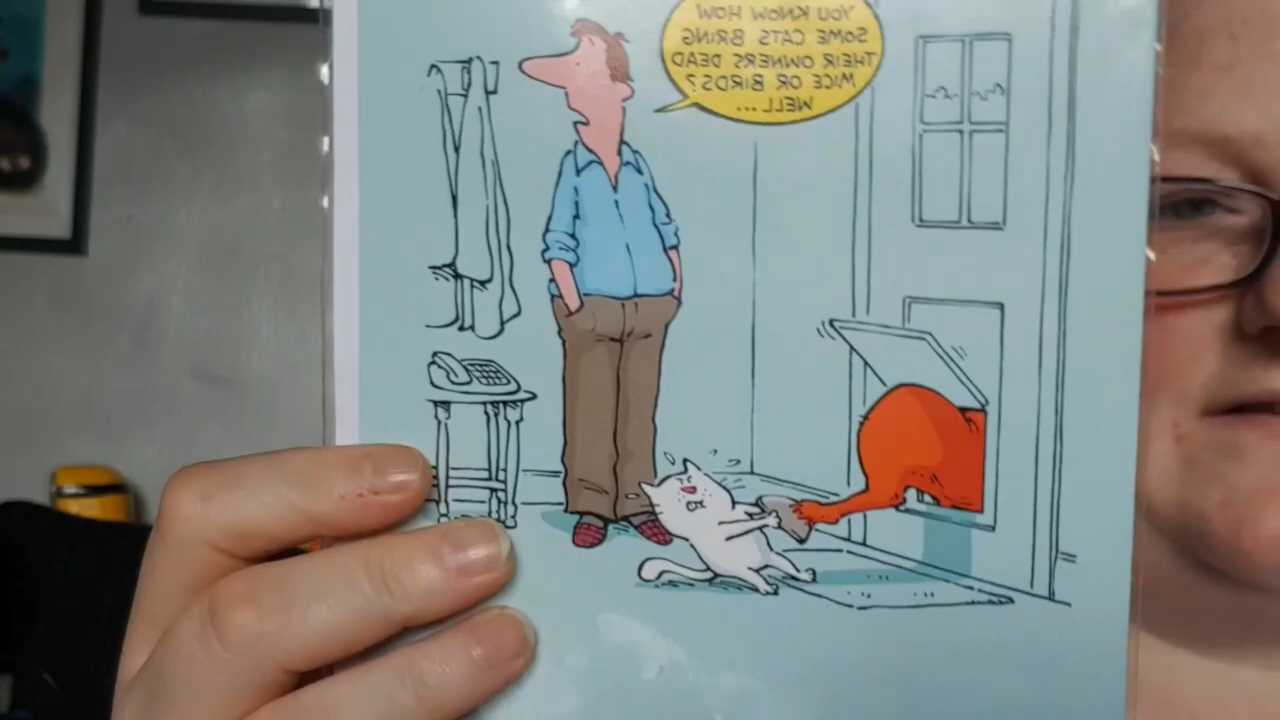 YOU KNOW HOW
SOME CATS BRING
THEIR OWNERS DEAD
MICE OR BIRDS?
WELL...